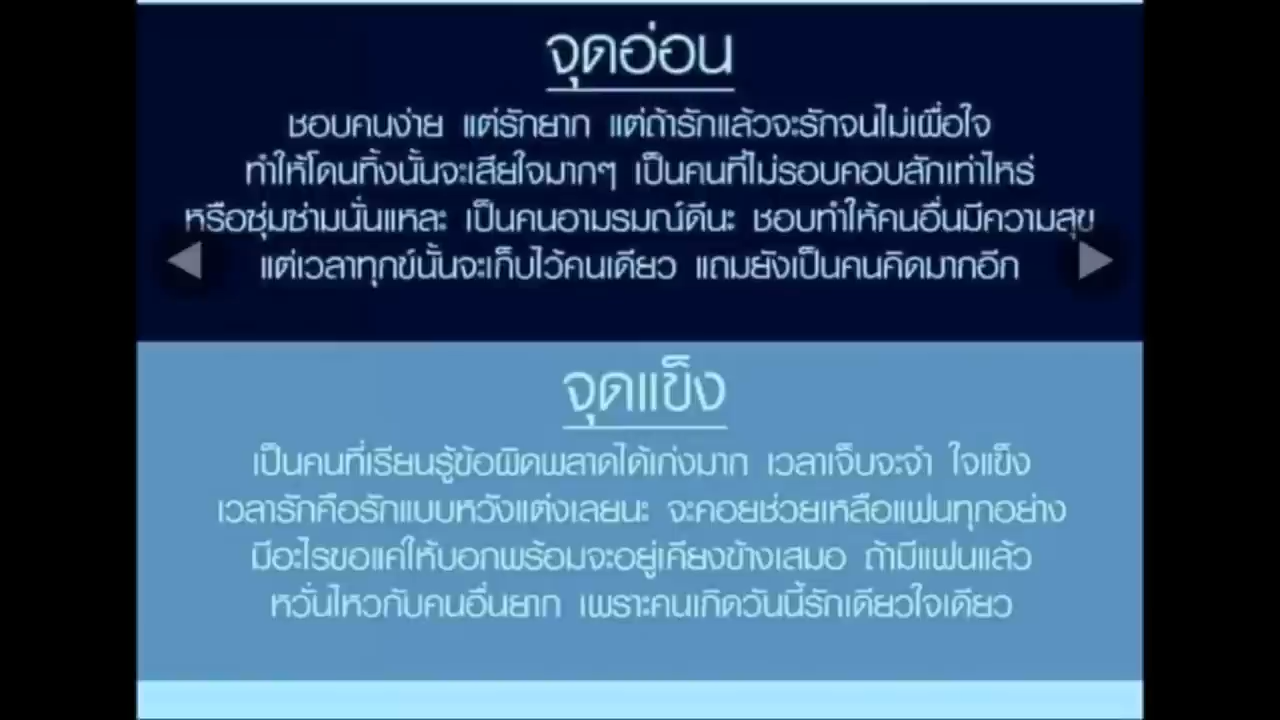 จุดอ่อน
ชอบคนง่าย แต่รักยาก แต่ถ้ารักแล้วจะรักจนไม่เผื่อใจ
ทำให้โดนทิ้งนั้นจะเสียใจมากๆ เป็นคนที่ไม่รอบคอบสักเท่าไหร่
หรือซุ่มซ่ามนั่นแหละ เป็นคนอามรมณ์ดีนะ ชอบทำให้คนอื่นมีความสุข
แต่เวลาทุกข์นั้นจะเก็บไว้คนเดียว แถมยังเป็นคนคิดมากอีก
จุดแข็ง
เป็นคนที่เรียนรู้ข้อผิดพลาดได้เก่งมาก เวลาเจ็บจะจำ ใจแข็ง
เวลารักคือรักแบบหวังแต่งเลยนะ จะคอยช่วยเหลือแฟนทุกอย่าง
มีอะไรขอแค่ให้บอกพร้อมจะอยู่เคียงข้างเสมอ ถ้ามีแฟนแล้ว
หวั่นไหวกับคนอื่นยาก เพราะคนเกิดวันนี้รักเดียวใจเดียว